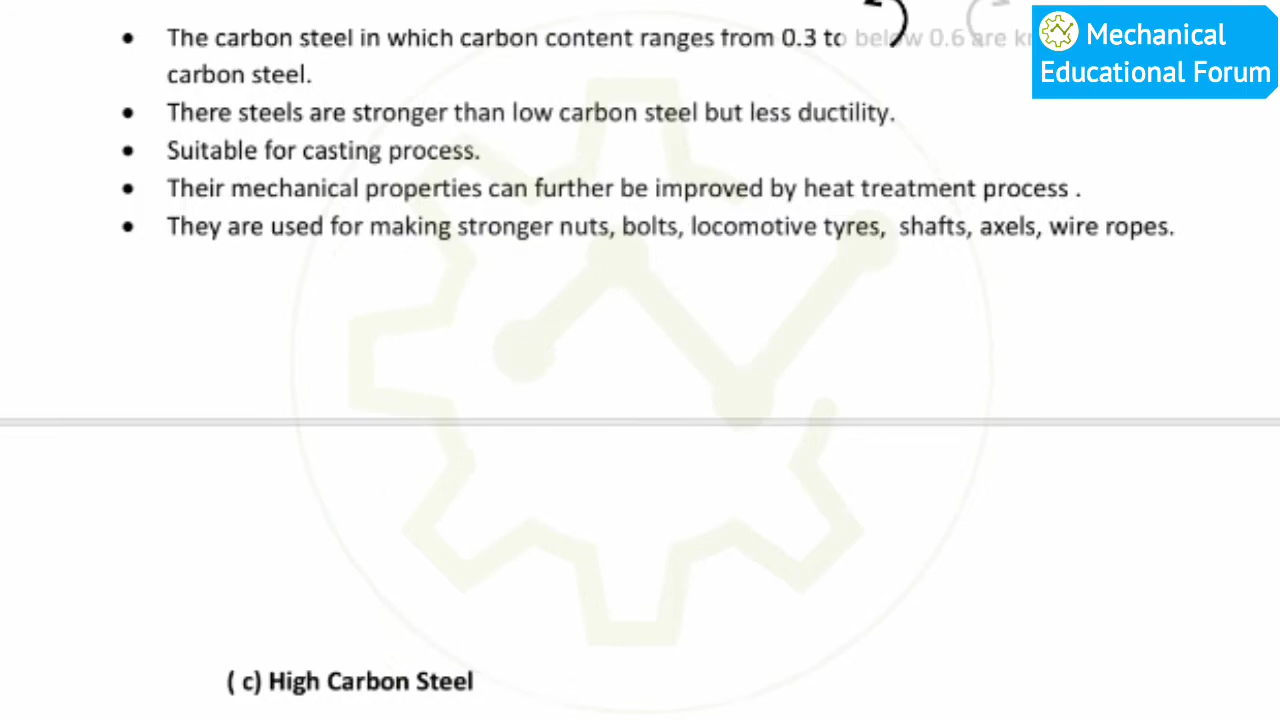 The carbon steel in which carbon content ranges from 0.3 to below 0.6 are
carbon steel.
There steels are stronger than low carbon steel but less ductility.
Suitable for casting process.
Their mechanical properties can further be improved by heat treatment process .
They are used for making stronger nuts, bolts, locomotive tyres, shafts, axels, wire ropes.
( c) High Carbon Steel
Mechanical
Educational Forum